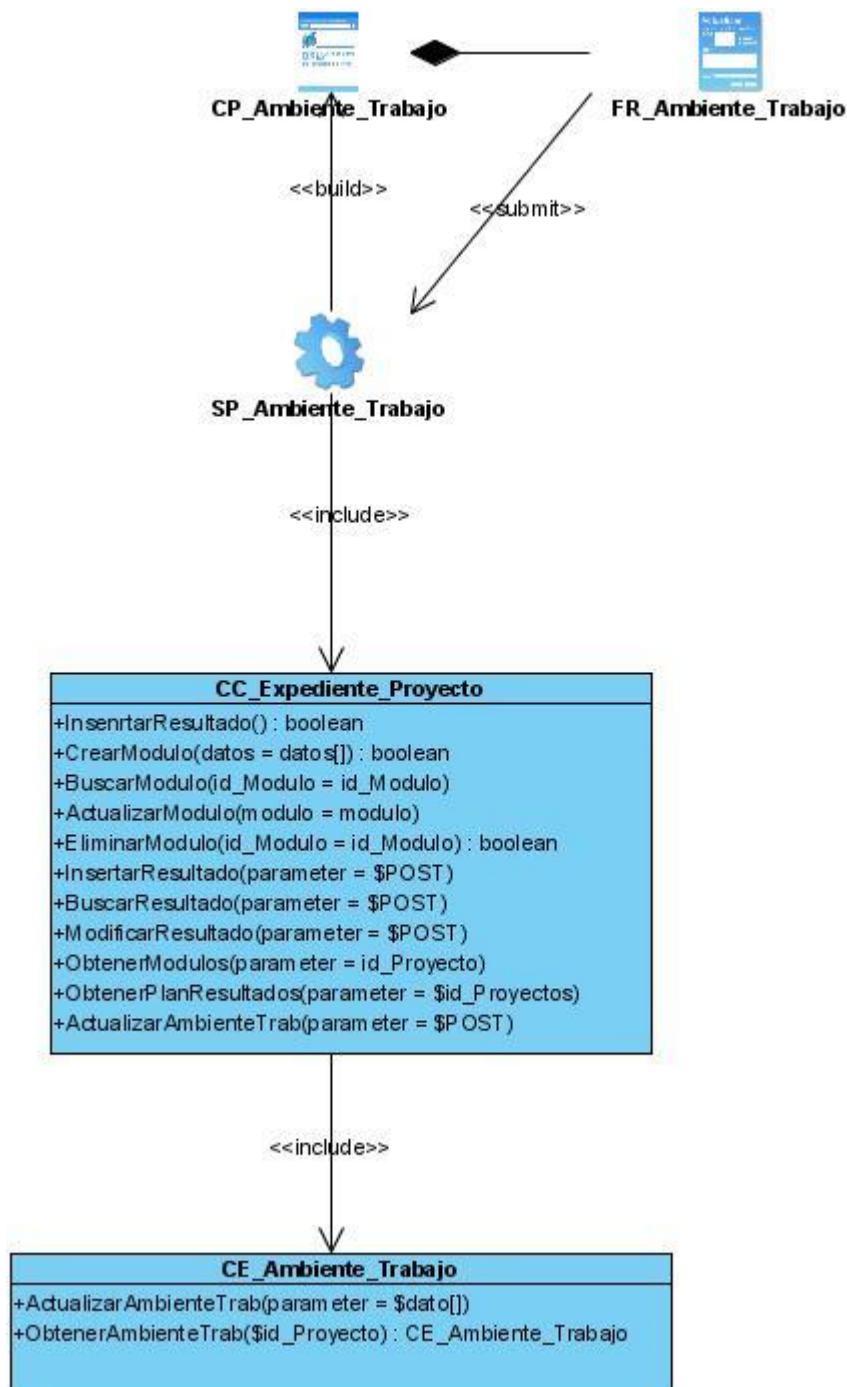 CP_Ambiente_Trabajo
FR_Ambiente_Trabajo
<<build>>
<<submit>>
SP_Ambiente_Trabajo
<<include>>
CC_Expediente_Proyecto
+InsenrtarResultado() : boolean
+CrearModulo(datos = datos[]) : boolean
+BuscarModulo(id_Modulo = id_Modulo)
+ActualizarModulo(modulo = modulo)
+EliminarModulo(id_Modulo = id_Modulo) : boolean
+InsertarResultado(parameter = $POST)
+BuscarResultado(parameter = $POST)
+ModificarResultado(parameter = $POST)
+ObtenerModulos(parameter = id_Proyecto)
+ObtenerPlanResultados(parameter = $id_Proyectos)
+ActualizarAmbienteTrab(parameter = $POST)
<<include>>
CE_Ambiente_Trabajo
+ActualizarAmbienteTrab(parameter = $dato[])
+ObtenerAmbienteTrab($id_Proyecto) : CE_Ambiente_Trabajo